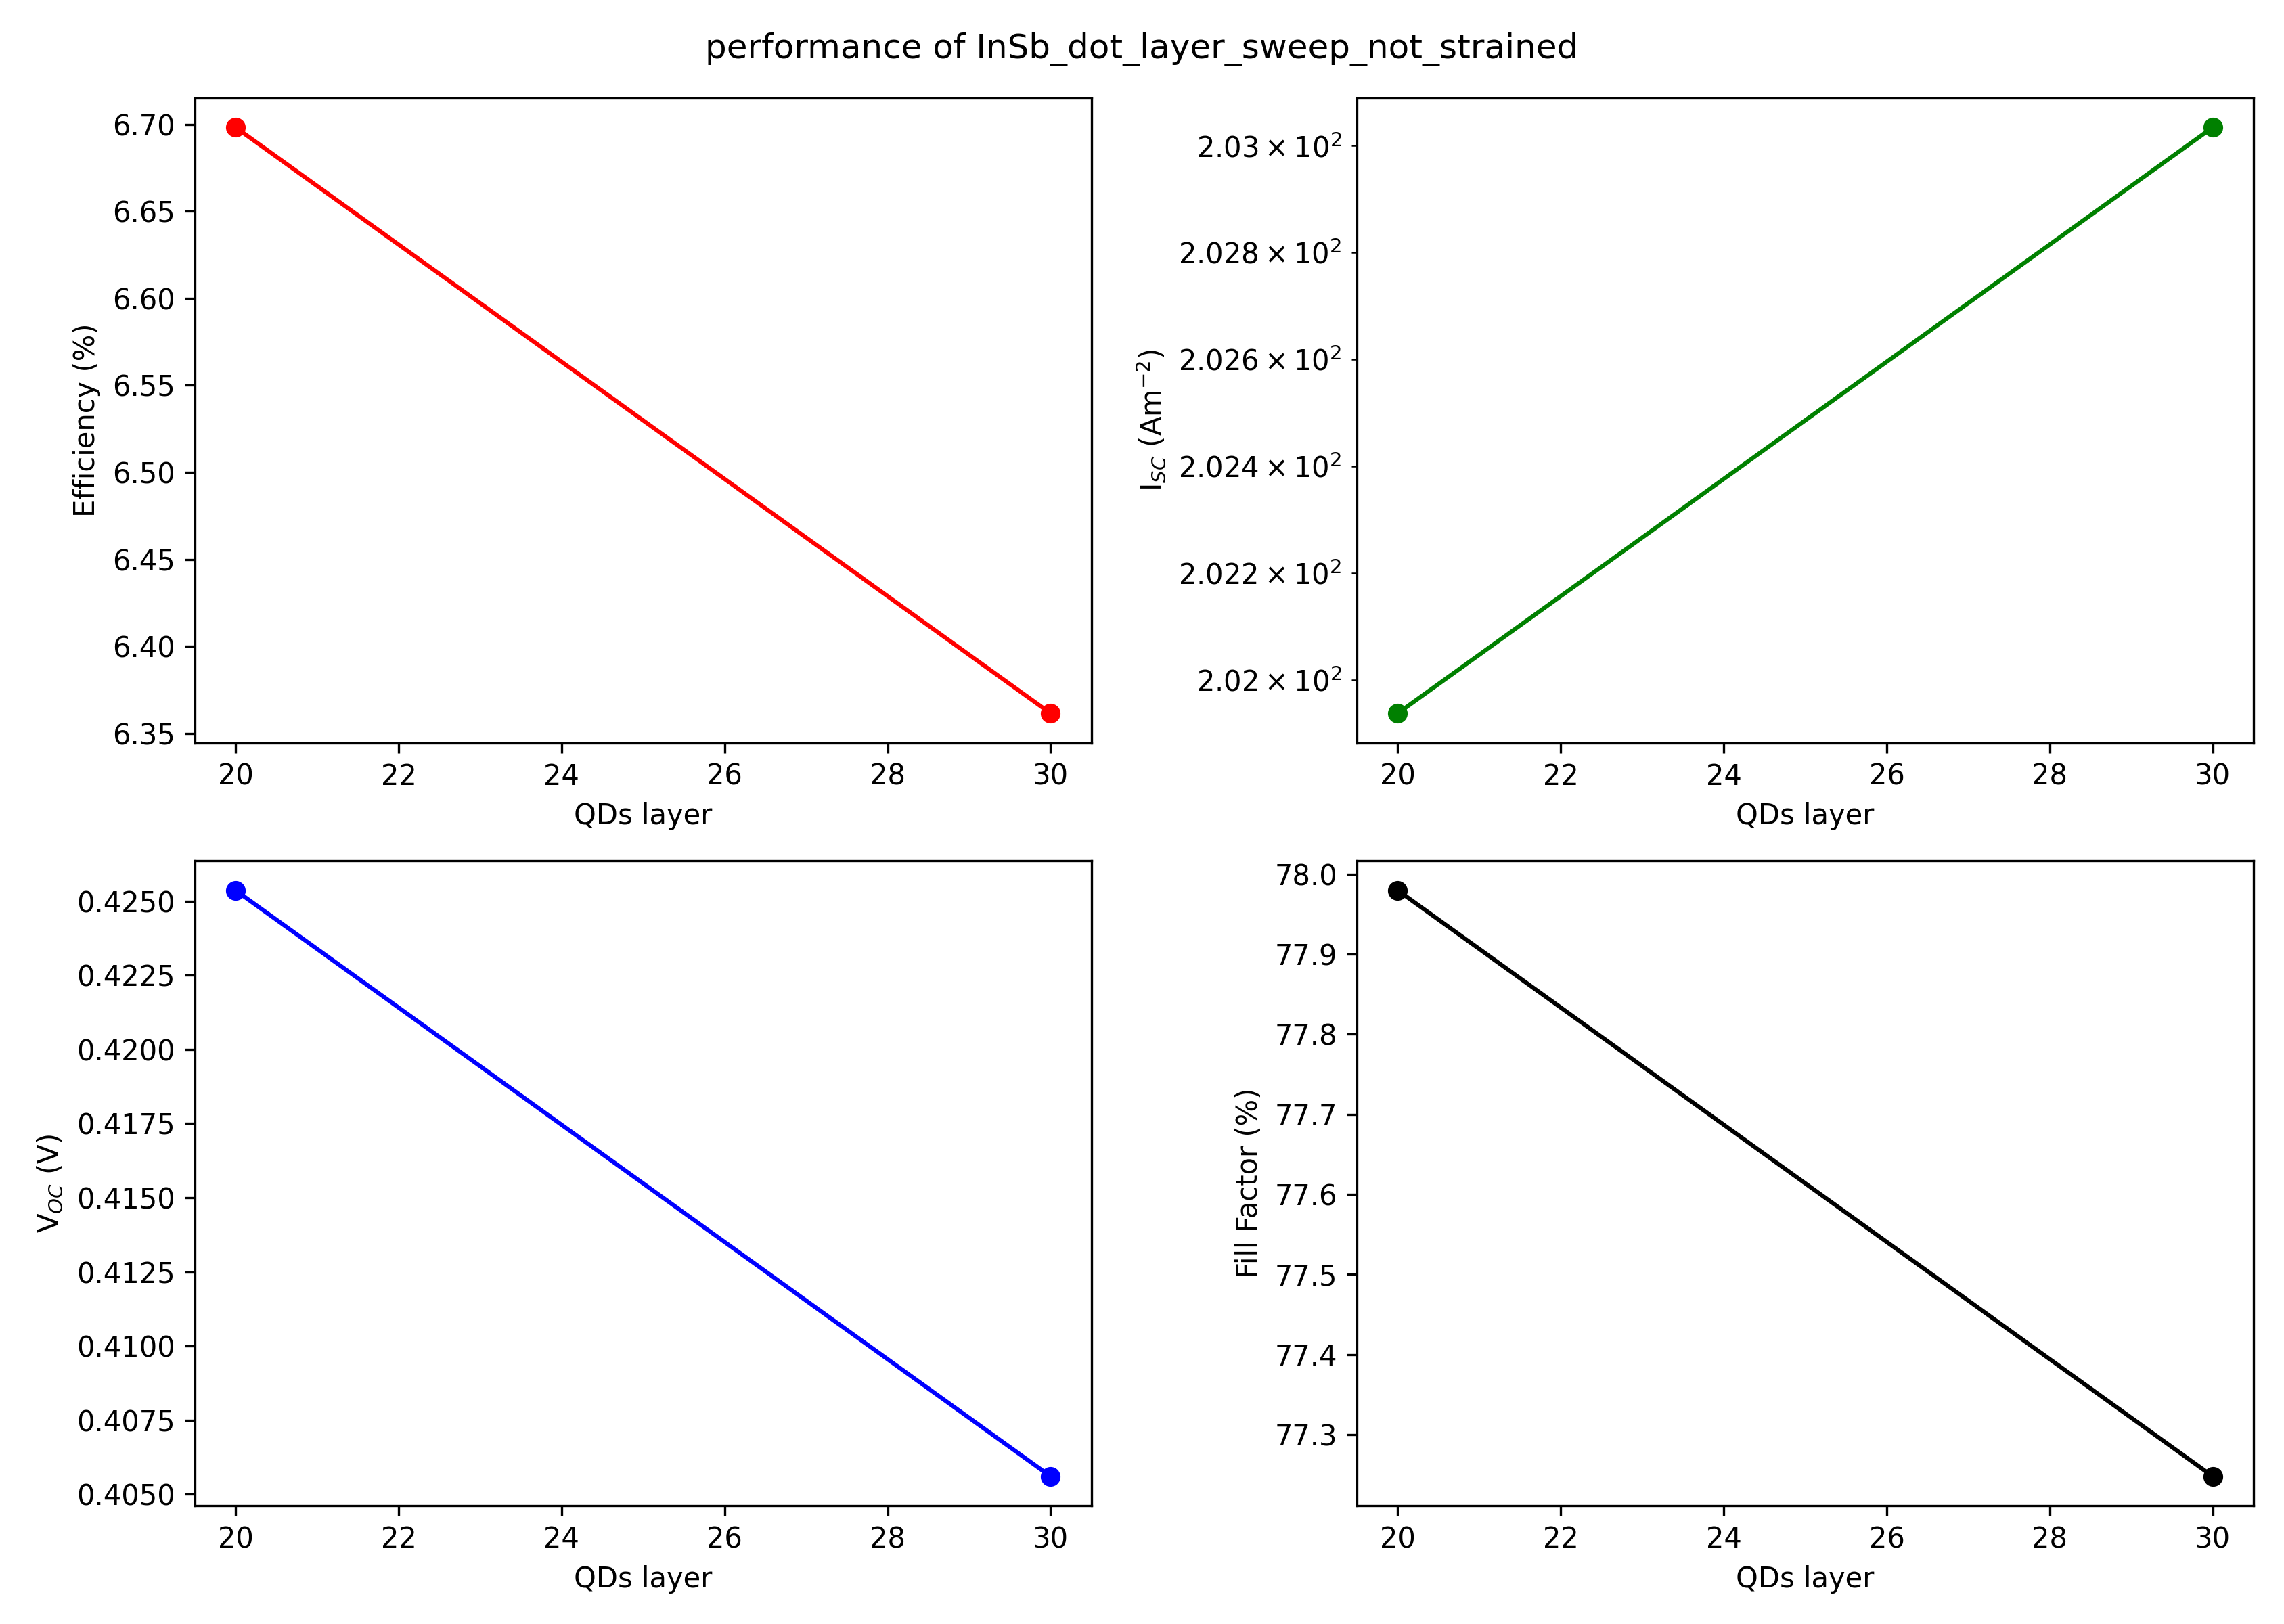 performance of InSb_dot_layer_sweep_not_strained
Efficiency (%)
6.70
6.65
6.60
6.55
6.50
6.45
6.40
6.35
20 22 24 26 28 30
QDs layer
I_SC (Am⁻²)
2.03 × 10²
2.028 × 10²
2.026 × 10²
2.024 × 10²
2.022 × 10²
2.02 × 10²
20 22 24 26 28 30
QDs layer
V_OC (V)
0.4250
0.4225
0.4200
0.4175
0.4150
0.4125
0.4100
0.4075
0.4050
20 22 24 26 28 30
QDs layer
Fill Factor (%)
78.0
77.9
77.8
77.7
77.6
77.5
77.4
77.3
20 22 24 26 28 30
QDs layer